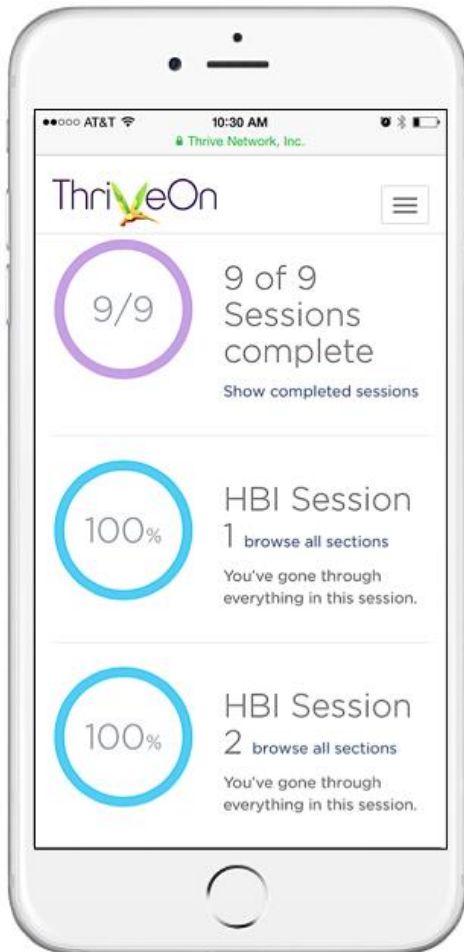 AT&T
10:30 AM
Thrive Network, Inc.
ThriveOn
9/9
9 of 9
Sessions
complete
Show completed sessions
100%
HBI Session
1 browse all sections
You've gone through
everything in this session.
100%
HBI Session
2 browse all sections
You've gone through
everything in this session.